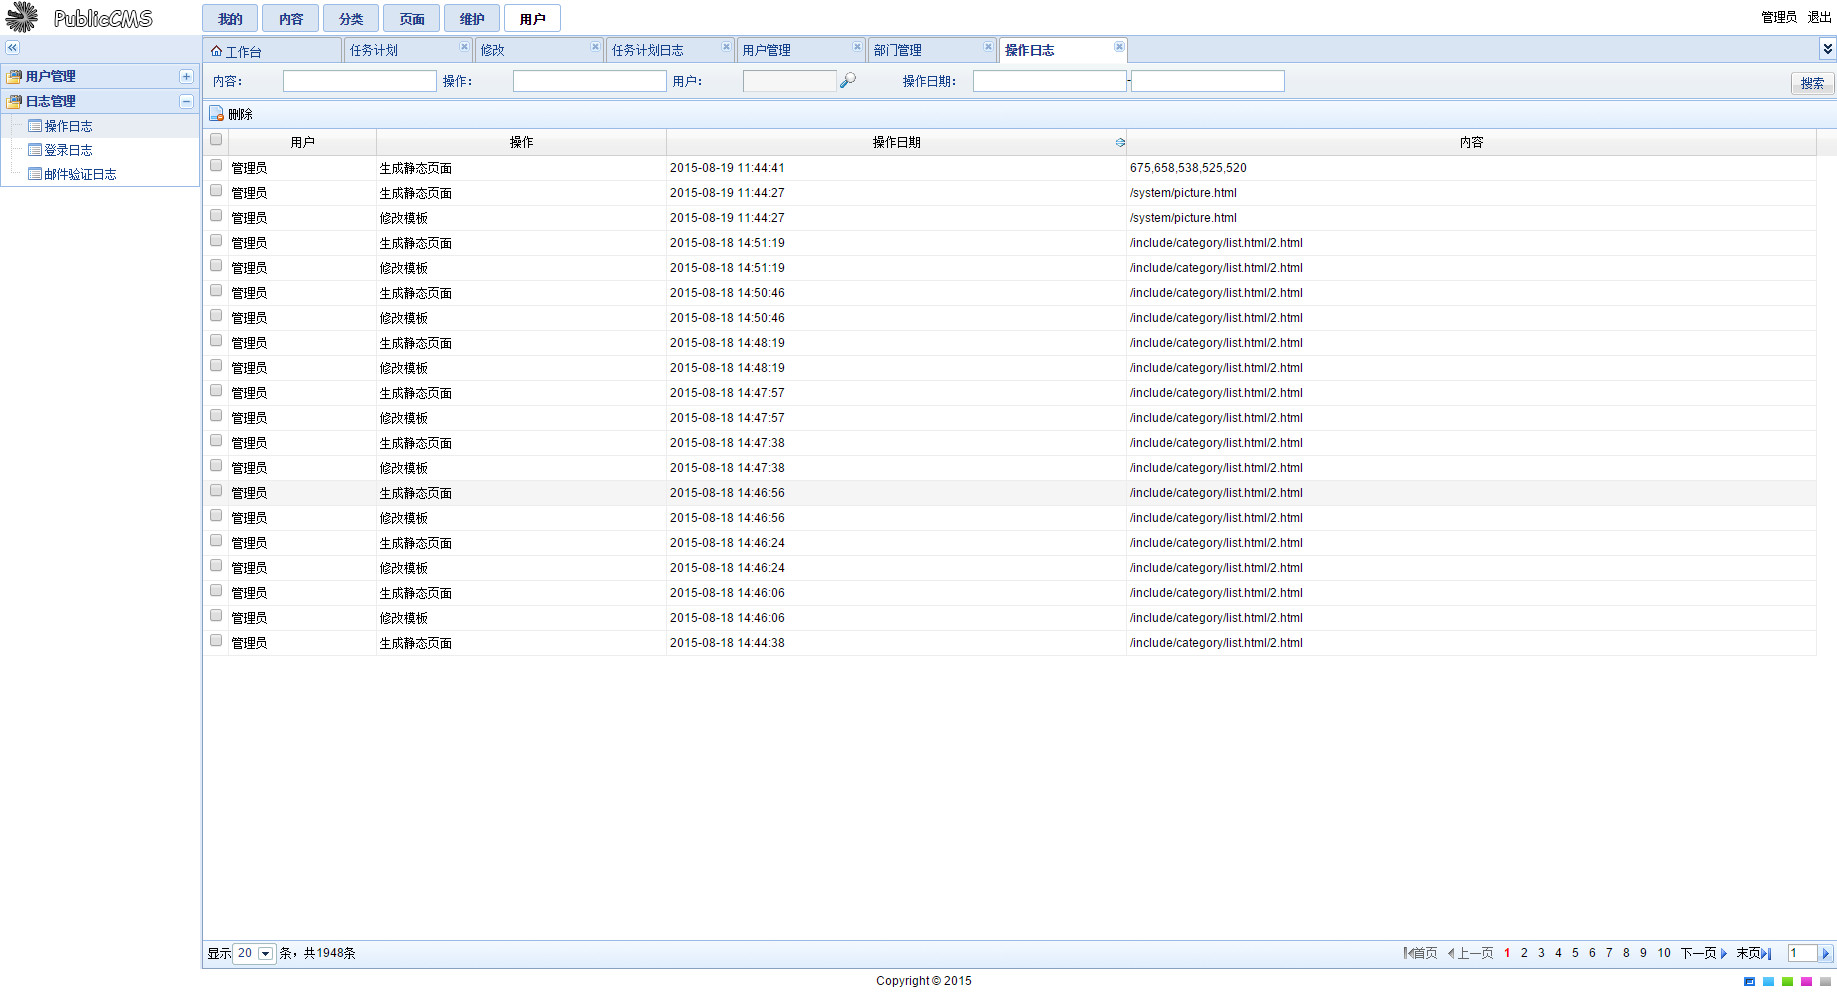 PublicCMS 我的 内容 分类 页面 维护 用户 管理员 退出
工作台 任务计划 修改 任务计划日志 用户管理 部门管理 操作日志
用户管理
日志管理
操作日志
登录日志
邮件验证日志
内容： 操作： 用户： 操作日期： - 搜索
删除
用户 操作 操作日期 内容
管理员 生成静态页面 2015-08-19 11:44:41 675,658,538,525,520
管理员 生成静态页面 2015-08-19 11:44:27 /system/picture.html
管理员 修改模板 2015-08-19 11:44:27 /system/picture.html
管理员 生成静态页面 2015-08-18 14:51:19 /include/category/list.html/2.html
管理员 修改模板 2015-08-18 14:51:19 /include/category/list.html/2.html
管理员 生成静态页面 2015-08-18 14:50:46 /include/category/list.html/2.html
管理员 修改模板 2015-08-18 14:50:46 /include/category/list.html/2.html
管理员 生成静态页面 2015-08-18 14:48:19 /include/category/list.html/2.html
管理员 修改模板 2015-08-18 14:48:19 /include/category/list.html/2.html
管理员 生成静态页面 2015-08-18 14:47:57 /include/category/list.html/2.html
管理员 修改模板 2015-08-18 14:47:57 /include/category/list.html/2.html
管理员 生成静态页面 2015-08-18 14:47:38 /include/category/list.html/2.html
管理员 修改模板 2015-08-18 14:47:38 /include/category/list.html/2.html
管理员 生成静态页面 2015-08-18 14:46:56 /include/category/list.html/2.html
管理员 修改模板 2015-08-18 14:46:56 /include/category/list.html/2.html
管理员 生成静态页面 2015-08-18 14:46:24 /include/category/list.html/2.html
管理员 修改模板 2015-08-18 14:46:24 /include/category/list.html/2.html
管理员 生成静态页面 2015-08-18 14:46:06 /include/category/list.html/2.html
管理员 修改模板 2015-08-18 14:46:06 /include/category/list.html/2.html
管理员 生成静态页面 2015-08-18 14:44:38 /include/category/list.html/2.html
显示 20 条，共1948条 首页 上一页 1 2 3 4 5 6 7 8 9 10 下一页 末页 1
Copyright © 2015